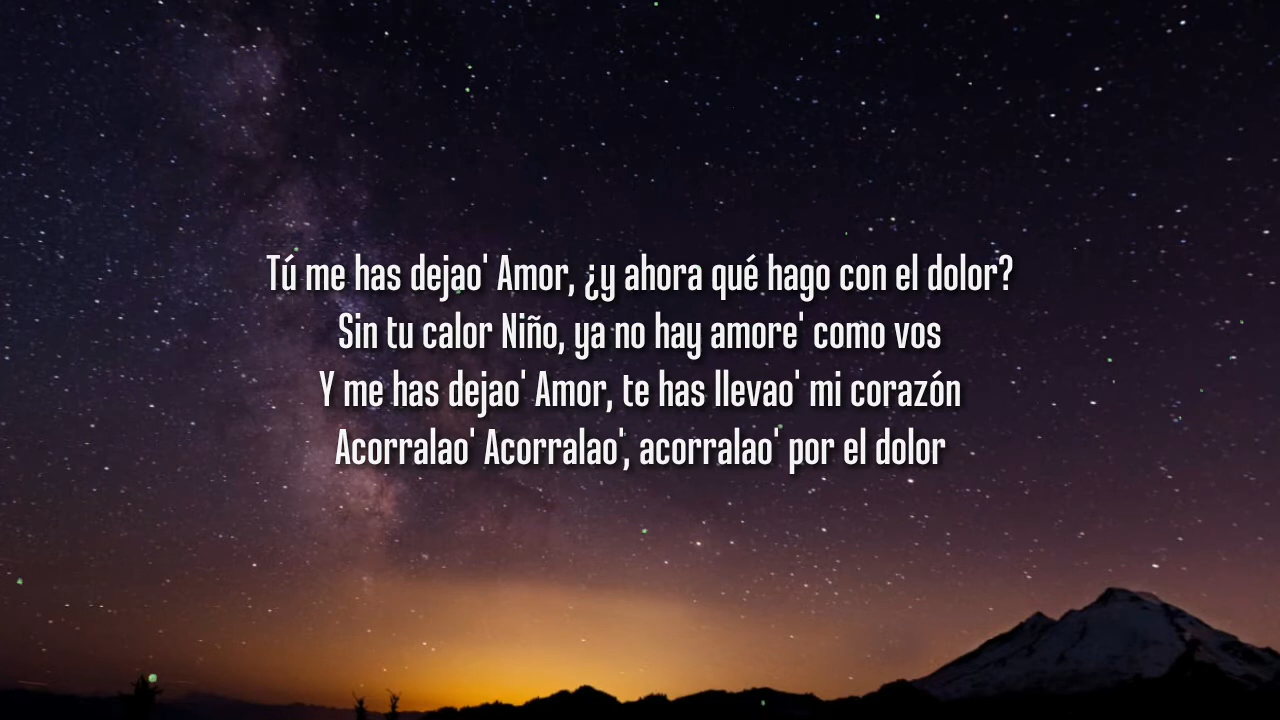 Tú me has dejao' Amor, ¿y ahora qué hago con el dolor?
Sin tu calor Niño, ya no hay amore' como vos
Y me has dejao' Amor, te has llevao' mi corazón
Acorralao' Acorralao', acorralao' por el dolor